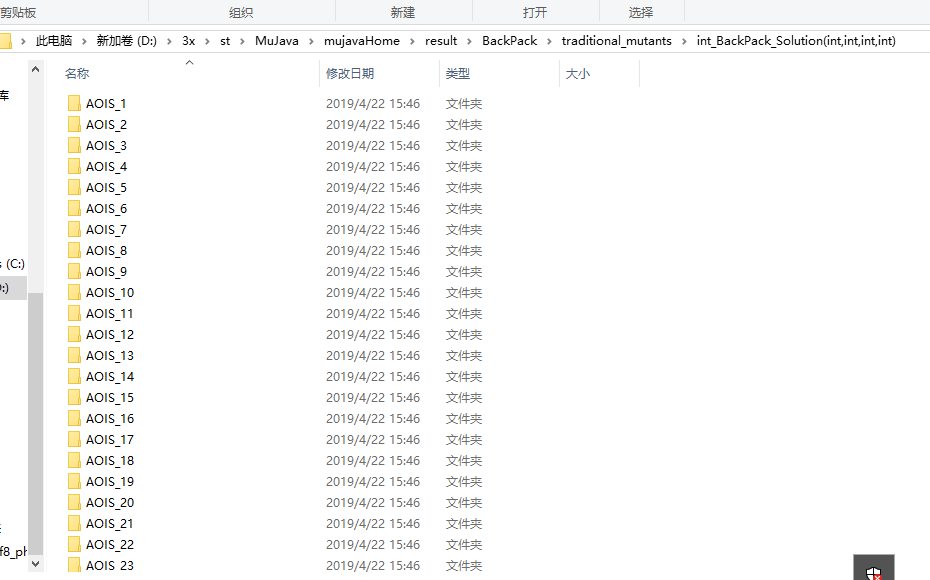 剪贴板 组织 新建 打开 选择
此电脑 › 新加卷 (D:) › 3x › st › MuJava › mujavaHome › result › BackPack › traditional_mutants › int_BackPack_Solution(int,int,int,int)
名称 修改日期 类型 大小
库
AOIS_1 2019/4/22 15:46 文件夹
AOIS_2 2019/4/22 15:46 文件夹
AOIS_3 2019/4/22 15:46 文件夹
AOIS_4 2019/4/22 15:46 文件夹
AOIS_5 2019/4/22 15:46 文件夹
AOIS_6 2019/4/22 15:46 文件夹
AOIS_7 2019/4/22 15:46 文件夹
AOIS_8 2019/4/22 15:46 文件夹
(C:) AOIS_9 2019/4/22 15:46 文件夹
:) AOIS_10 2019/4/22 15:46 文件夹
AOIS_11 2019/4/22 15:46 文件夹
AOIS_12 2019/4/22 15:46 文件夹
AOIS_13 2019/4/22 15:46 文件夹
AOIS_14 2019/4/22 15:46 文件夹
AOIS_15 2019/4/22 15:46 文件夹
AOIS_16 2019/4/22 15:46 文件夹
AOIS_17 2019/4/22 15:46 文件夹
AOIS_18 2019/4/22 15:46 文件夹
AOIS_19 2019/4/22 15:46 文件夹
AOIS_20 2019/4/22 15:46 文件夹
AOIS_21 2019/4/22 15:46 文件夹
AOIS_22 2019/4/22 15:46 文件夹
f8_ph
AOIS_23 2019/4/22 15:46 文件夹